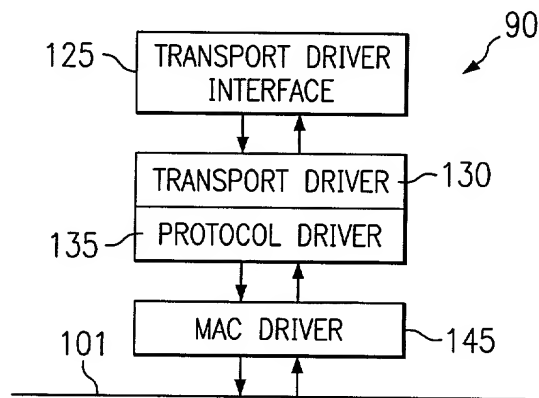 90
125
TRANSPORT DRIVER
INTERFACE
TRANSPORT DRIVER
130
135
PROTOCOL DRIVER
MAC DRIVER
145
101